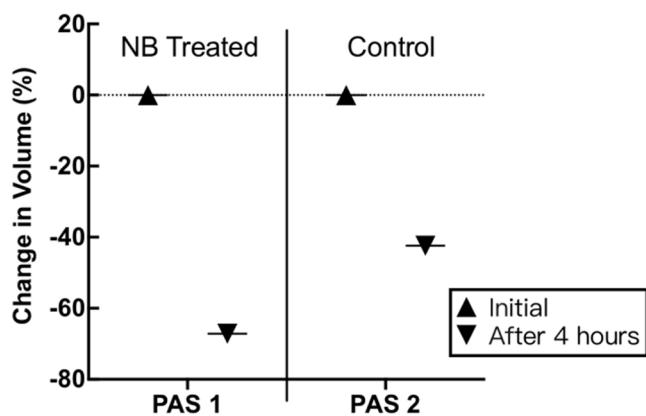 20
NB Treated
Control
0
-20
-40
-60
-80
Change in Volume (%)
Initial
After 4 hours
PAS 1
PAS 2